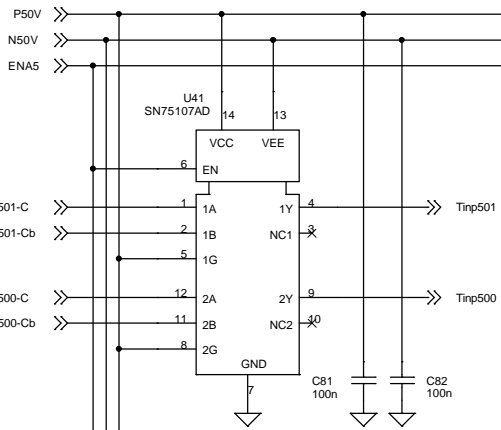 P50V
N50V
ENA5
U41
SN75107AD
14
13
VCC
VEE
6
EN
501-C
1
1A
1Y
4
Tinp501
501-Cb
2
1B
NC1
3
5
1G
500-C
12
2A
2Y
9
Tinp500
500-Cb
11
2B
NC2
10
8
2G
GND
7
C81
100n
C82
100n